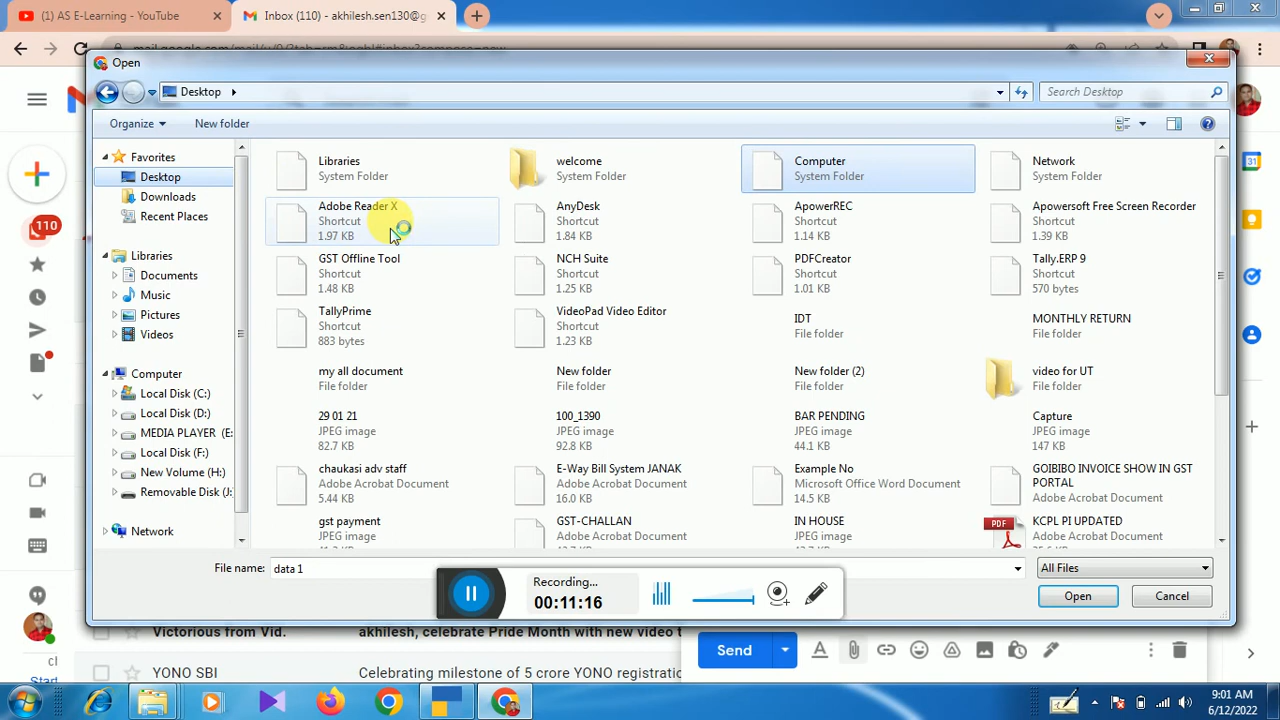 AS E-Learning - YouTube
Inbox (110) - akhilesh.sen130@g
Open
Desktop
Search Desktop
Organize
New folder
Favorites
Desktop
Downloads
Recent Places
Libraries
Documents
Music
Pictures
Videos
Computer
Local Disk (C:)
Local Disk (D:)
MEDIA PLAYER (E:
Local Disk (F:)
New Volume (H:)
Removable Disk (J:
Network
Libraries
System Folder
welcome
System Folder
Computer
System Folder
Network
System Folder
Adobe Reader X
Shortcut
1.97 KB
AnyDesk
Shortcut
1.84 KB
ApowerREC
Shortcut
1.14 KB
Apowersoft Free Screen Recorder
Shortcut
1.39 KB
GST Offline Tool
Shortcut
1.48 KB
NCH Suite
Shortcut
1.25 KB
PDFCreator
Shortcut
1.01 KB
Tally.ERP 9
Shortcut
570 bytes
TallyPrime
Shortcut
883 bytes
VideoPad Video Editor
Shortcut
1.23 KB
IDT
File folder
MONTHLY RETURN
File folder
my all document
File folder
New folder
File folder
New folder (2)
File folder
video for UT
File folder
29 01 21
JPEG image
82.7 KB
100_1390
JPEG image
92.8 KB
BAR PENDING
JPEG image
44.1 KB
Capture
JPEG image
147 KB
chaukasi adv staff
Adobe Acrobat Document
5.44 KB
E-Way Bill System JANAK
Adobe Acrobat Document
16.0 KB
Example No
Microsoft Office Word Document
14.5 KB
GOIBIBO INVOICE SHOW IN GST
PORTAL
Adobe Acrobat Document
gst payment
Adobe Acrobat Document
GST-CHALLAN
Adobe Acrobat Document
IN HOUSE
Adobe Acrobat Document
PDF
KCPL PI UPDATED
Adobe Acrobat Document
File name:
data 1
All Files
Open
Cancel
Recording...
00:11:16
110
Victorious from Vid.
akhilesh, celebrate Pride Month with new video t
YONO SBI
Celebrating milestone of 5 crore YONO registratio
Send
cl
Start
9:01 AM
6/12/2022